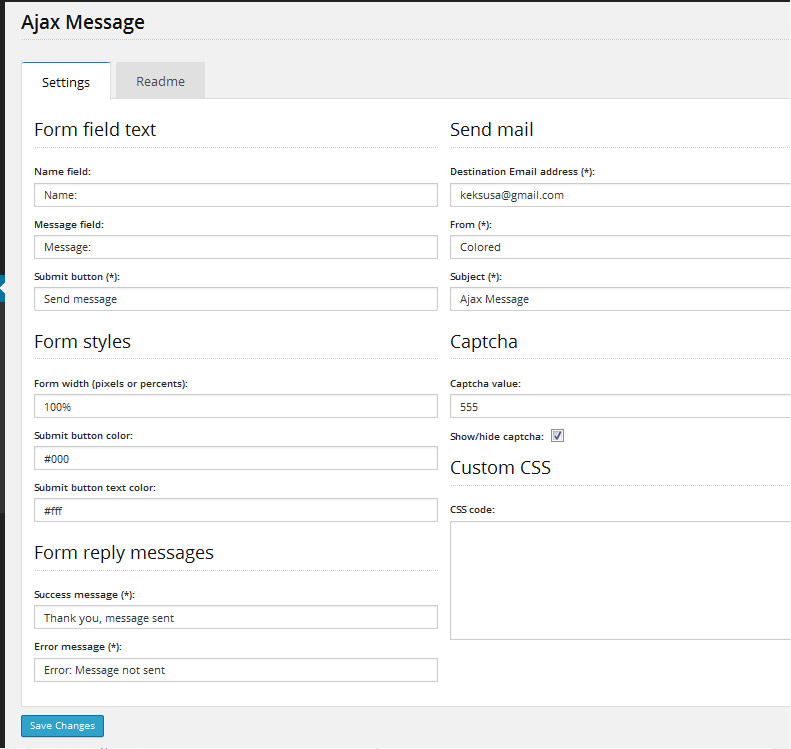 Ajax Message
Settings
Readme
Form field text
Name field:
Name:
Message field:
Message:
Submit button (*):
Send message
Form styles
Form width (pixels or percents):
100%
Submit button color:
#000
Submit button text color:
#fff
Form reply messages
Success message (*):
Thank you, message sent
Error message (*):
Error: Message not sent
Send mail
Destination Email address (*):
keksusa@gmail.com
From (*):
Colored
Subject (*):
Ajax Message
Captcha
Captcha value:
555
Show/hide captcha:
Custom CSS
CSS code:
Save Changes